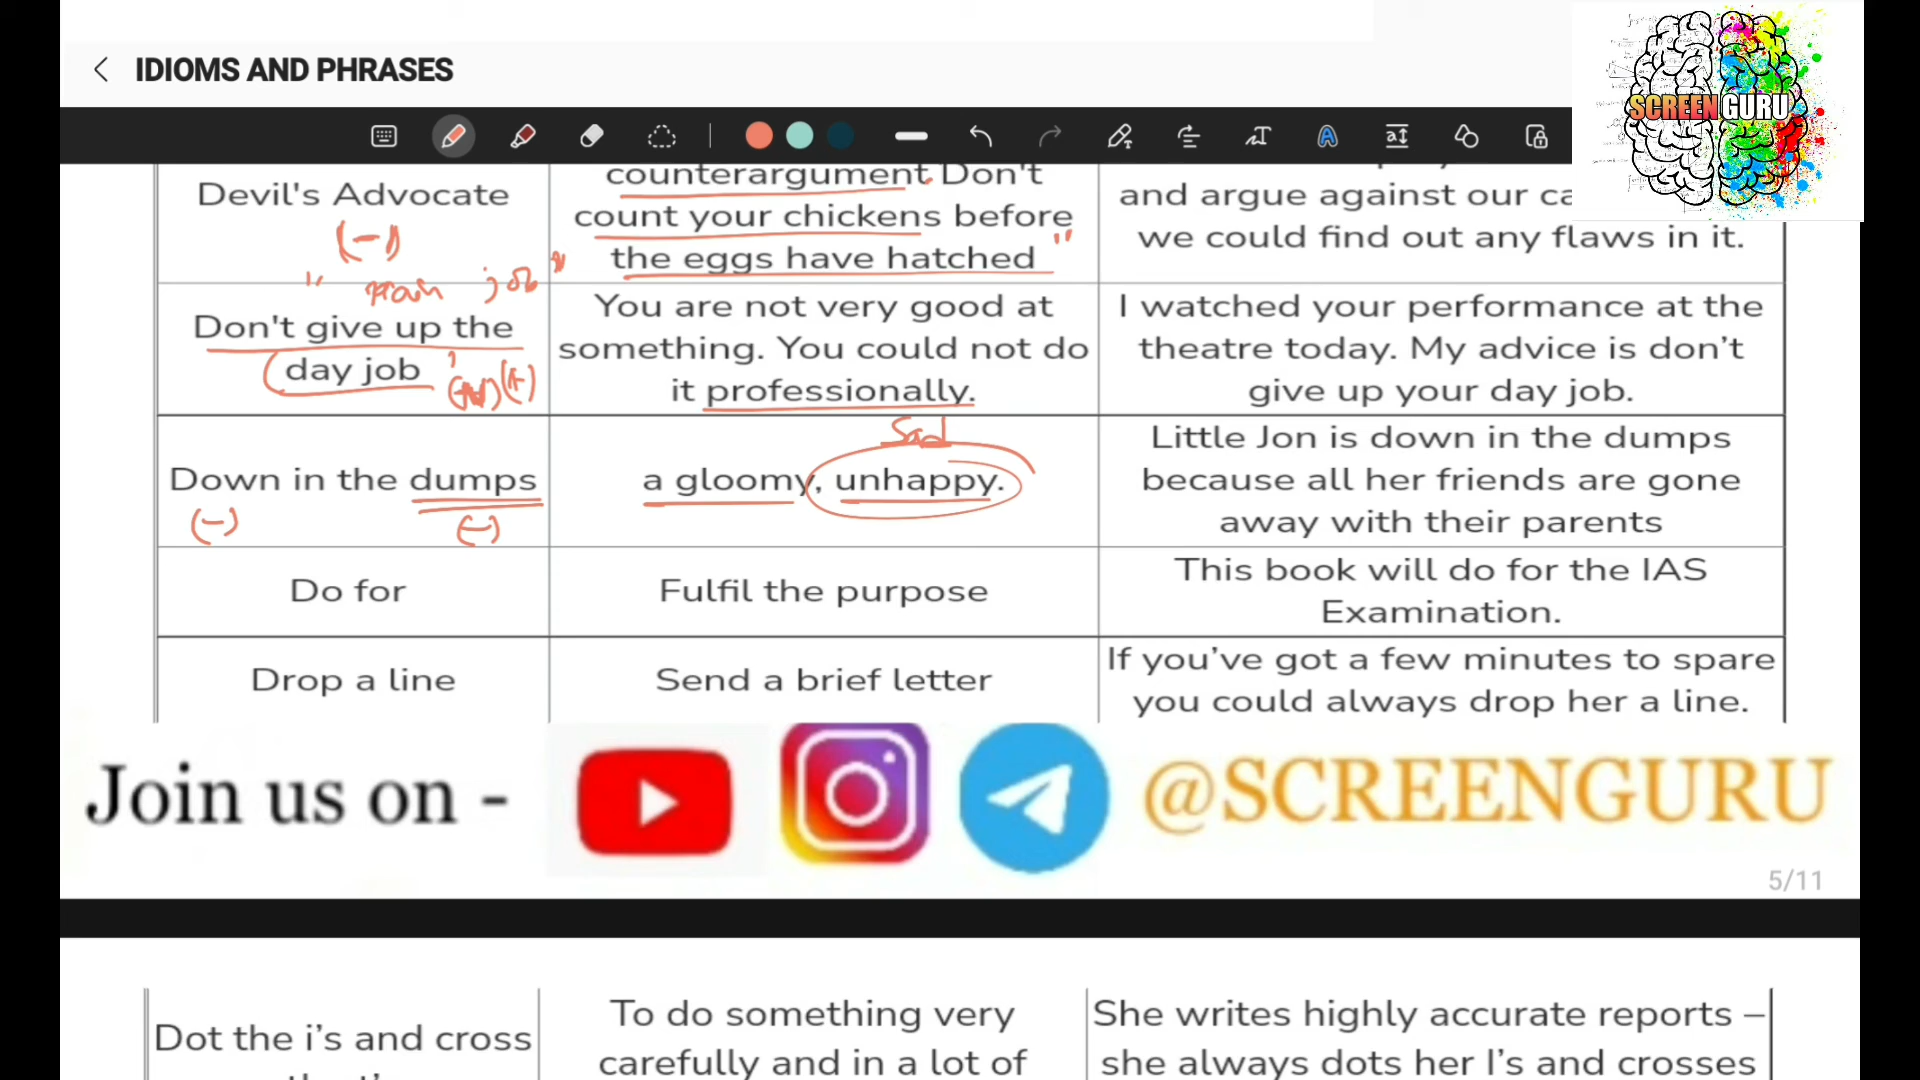 IDIOMS AND PHRASES
SCREEN GURU
counterargument. Don't
Devil's Advocate
count your chickens before
and argue against our ca
(-)
the eggs have hatched "
we could find out any flaws in it.
" main job "
You are not very good at
I watched your performance at the
Don't give up the
something. You could not do
theatre today. My advice is don’t
day job
it professionally.
give up your day job.
Sad
Little Jon is down in the dumps
Down in the dumps
a gloomy, unhappy.
because all her friends are gone
(-) (-)
away with their parents
Do for
Fulfil the purpose
This book will do for the IAS
Examination.
Drop a line
Send a brief letter
If you’ve got a few minutes to spare
you could always drop her a line.
Join us on - @SCREENGURU
5/11
Dot the i’s and cross
To do something very
She writes highly accurate reports –
carefully and in a lot of
she always dots her I’s and crosses